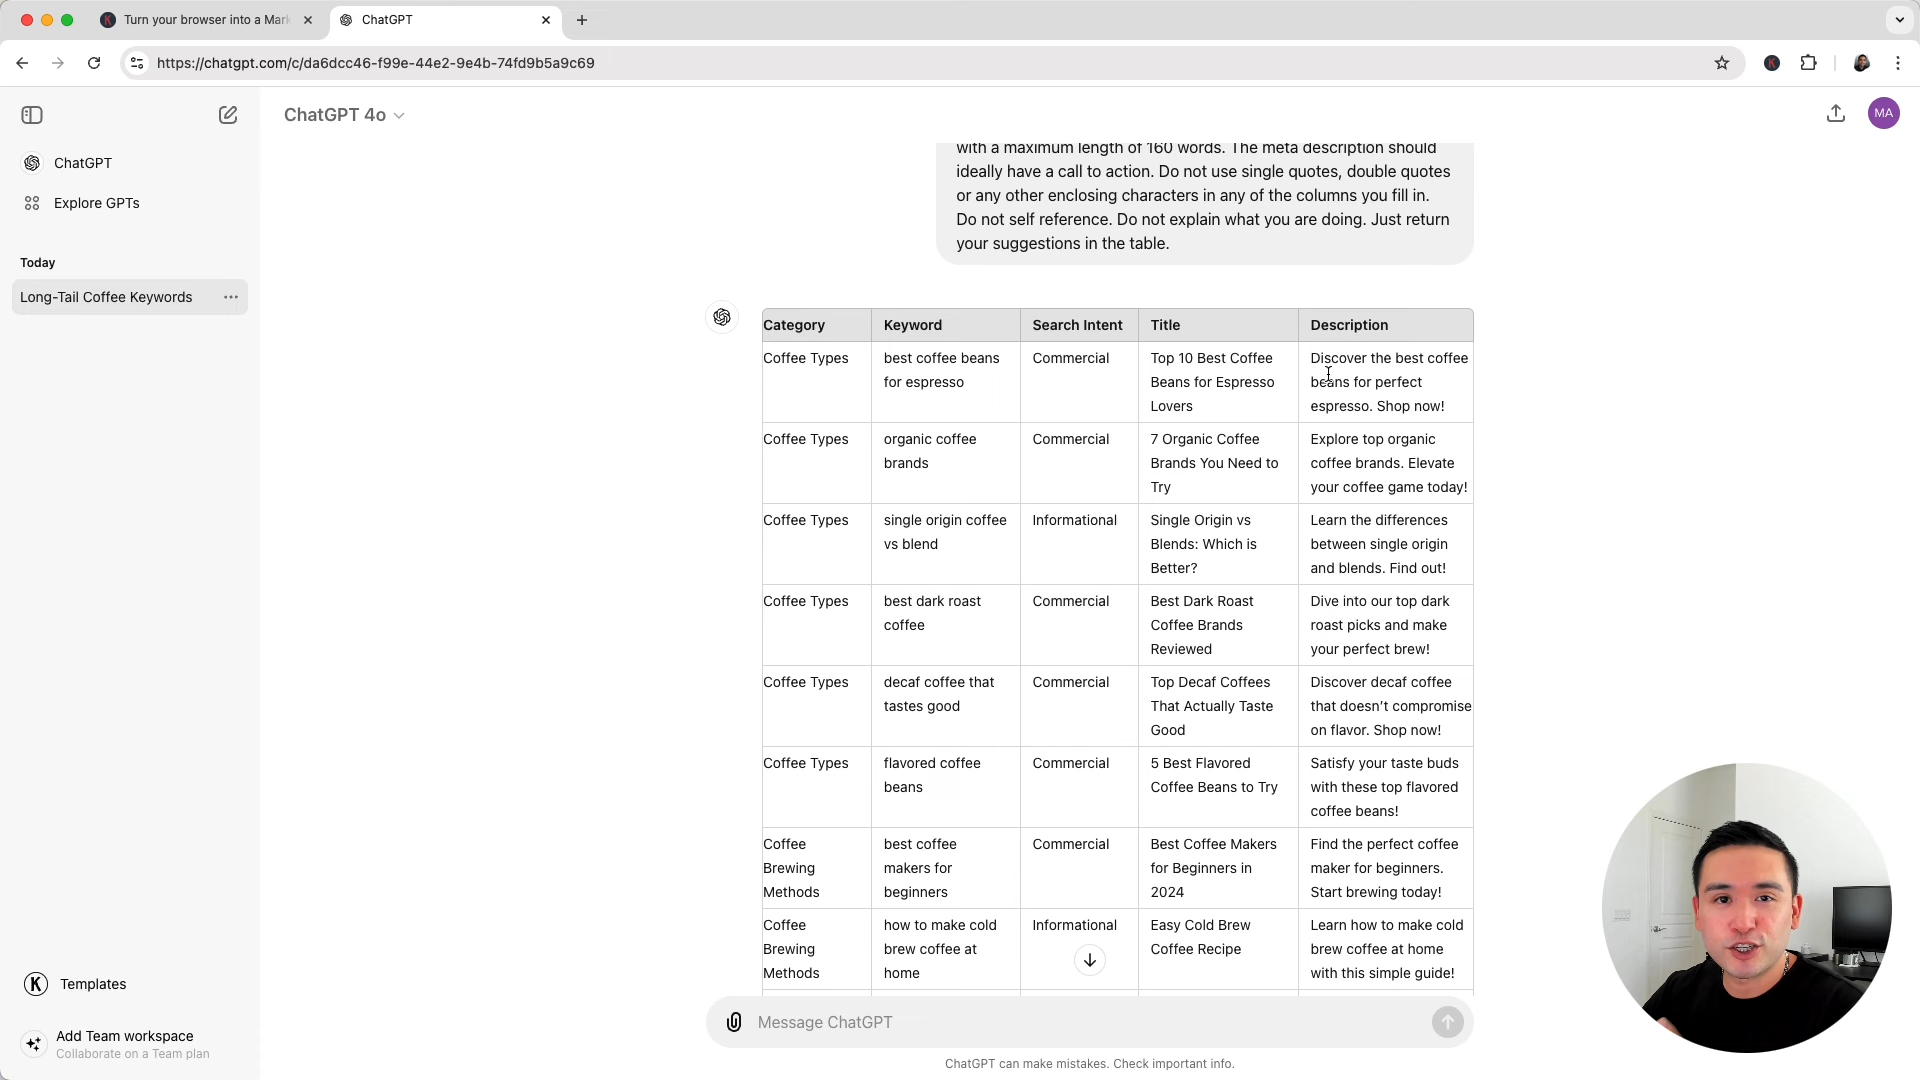 Turn your browser into a Mark
ChatGPT
https://chatgpt.com/c/da6dcc46-f99e-44e2-9e4b-74fd9b5a9c69
ChatGPT 4o
MA
ChatGPT
Explore GPTs
Today
Long-Tail Coffee Keywords
with a maximum length of 160 words. The meta description should
ideally have a call to action. Do not use single quotes, double quotes
or any other enclosing characters in any of the columns you fill in.
Do not self reference. Do not explain what you are doing. Just return
your suggestions in the table.
Category Keyword Search Intent Title Description
Coffee Types best coffee beans Commercial Top 10 Best Coffee Discover the best coffee
for espresso Beans for Espresso beans for perfect
Lovers espresso. Shop now!
Coffee Types organic coffee Commercial 7 Organic Coffee Explore top organic
brands Brands You Need to coffee brands. Elevate
Try your coffee game today!
Coffee Types single origin coffee Informational Single Origin vs Learn the differences
vs blend Blends: Which is between single origin
Better? and blends. Find out!
Coffee Types best dark roast Commercial Best Dark Roast Dive into our top dark
coffee Coffee Brands roast picks and make
Reviewed your perfect brew!
Coffee Types decaf coffee that Commercial Top Decaf Coffees Discover decaf coffee
tastes good That Actually Taste that doesn't compromise
Good on flavor. Shop now!
Coffee Types flavored coffee Commercial 5 Best Flavored Satisfy your taste buds
beans Coffee Beans to Try with these top flavored
coffee beans!
Coffee best coffee Commercial Best Coffee Makers Find the perfect coffee
Brewing makers for for Beginners in maker for beginners.
Methods beginners 2024 Start brewing today!
Coffee how to make cold Informational Easy Cold Brew Learn how to make cold
Brewing brew coffee at Coffee Recipe brew coffee at home
Methods home with this simple guide!
K Templates
Add Team workspace
Collaborate on a Team plan
Message ChatGPT
ChatGPT can make mistakes. Check important info.